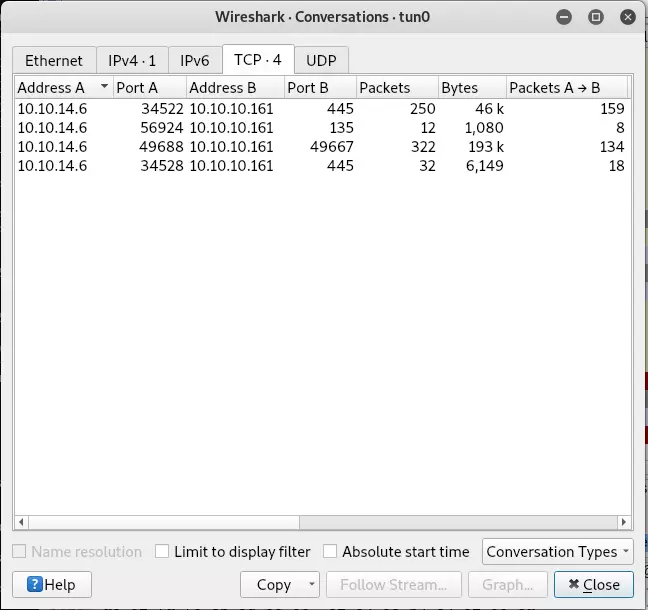 Wireshark · Conversations · tun0
Ethernet IPv4 · 1 IPv6 TCP · 4 UDP
Address A Port A Address B Port B Packets Bytes Packets A → B
10.10.14.6 34522 10.10.10.161 445 250 46 k 159
10.10.14.6 56924 10.10.10.161 135 12 1,080 8
10.10.14.6 49688 10.10.10.161 49667 322 193 k 134
10.10.14.6 34528 10.10.10.161 445 32 6,149 18
Name resolution Limit to display filter Absolute start time Conversation Types
Help Copy Follow Stream... Graph... Close